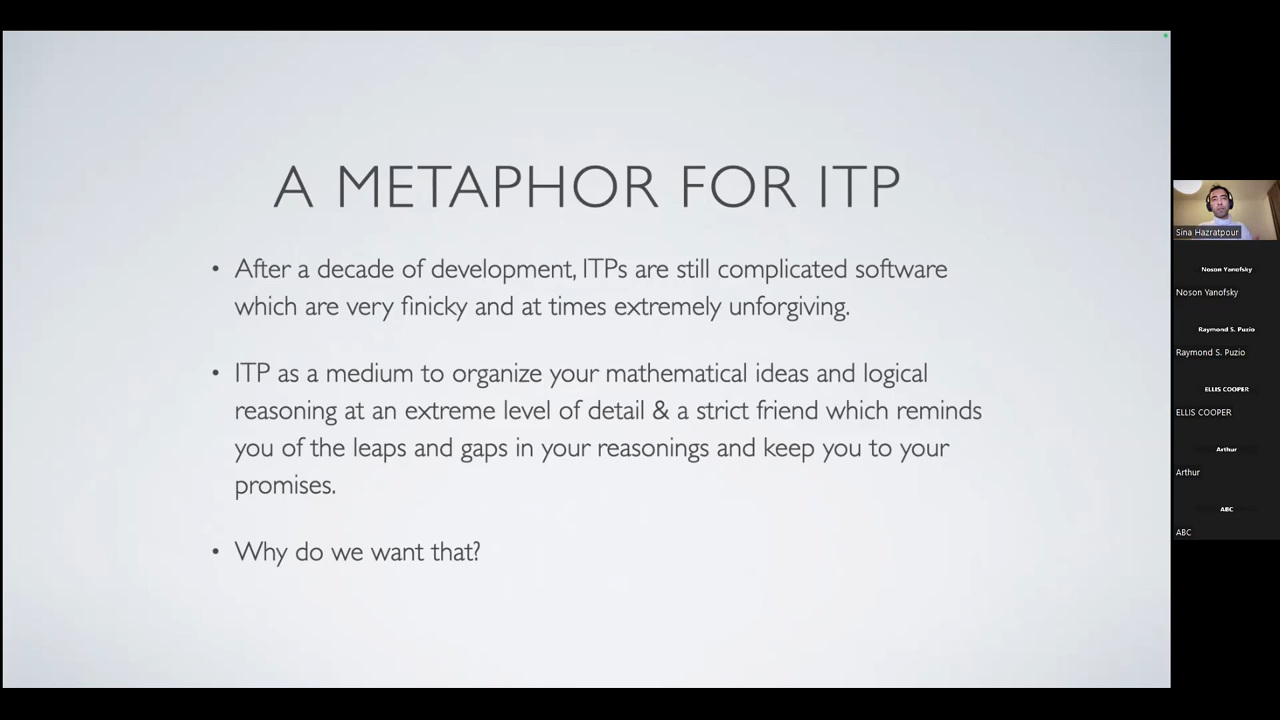 A METAPHOR FOR ITP
• After a decade of development, ITPs are still complicated software
which are very finicky and at times extremely unforgiving.
• ITP as a medium to organize your mathematical ideas and logical
reasoning at an extreme level of detail & a strict friend which reminds
you of the leaps and gaps in your reasonings and keep you to your
promises.
• Why do we want that?
Sina Hazratpour
Noson Yanofsky
Noson Yanofsky
Raymond S. Puzio
Raymond S. Puzio
ELLIS COOPER
ELLIS COOPER
Arthur
Arthur
ABC
ABC